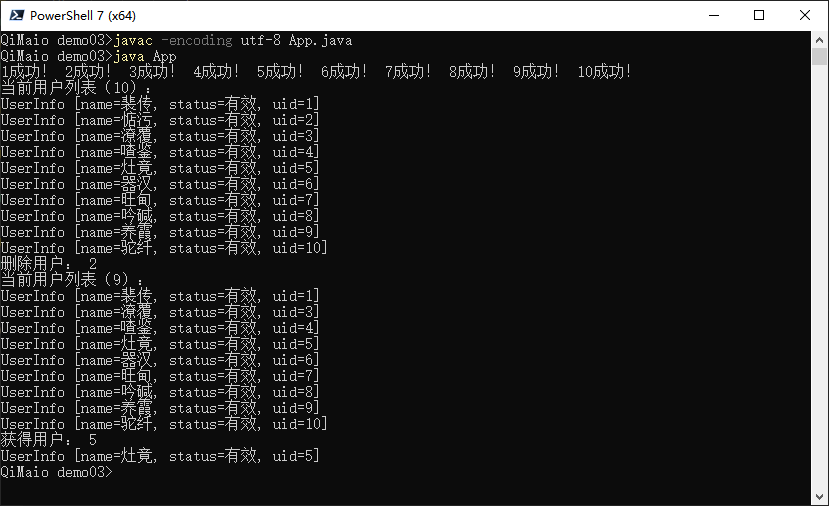 PowerShell 7 (x64)
QiMaio demo03>javac -encoding utf-8 App.java
QiMaio demo03>java App
1成功! 2成功! 3成功! 4成功! 5成功! 6成功! 7成功! 8成功! 9成功! 10成功!
当前用户列表（10）:
UserInfo [name=裴传, status=有效, uid=1]
UserInfo [name=惦污, status=有效, uid=2]
UserInfo [name=潦覆, status=有效, uid=3]
UserInfo [name=喳鉴, status=有效, uid=4]
UserInfo [name=灶竟, status=有效, uid=5]
UserInfo [name=器汉, status=有效, uid=6]
UserInfo [name=旺甸, status=有效, uid=7]
UserInfo [name=吟碱, status=有效, uid=8]
UserInfo [name=养霞, status=有效, uid=9]
UserInfo [name=驼纤, status=有效, uid=10]
删除用户： 2
当前用户列表（9）:
UserInfo [name=裴传, status=有效, uid=1]
UserInfo [name=潦覆, status=有效, uid=3]
UserInfo [name=喳鉴, status=有效, uid=4]
UserInfo [name=灶竟, status=有效, uid=5]
UserInfo [name=器汉, status=有效, uid=6]
UserInfo [name=旺甸, status=有效, uid=7]
UserInfo [name=吟碱, status=有效, uid=8]
UserInfo [name=养霞, status=有效, uid=9]
UserInfo [name=驼纤, status=有效, uid=10]
获得用户： 5
UserInfo [name=灶竟, status=有效, uid=5]
QiMaio demo03>